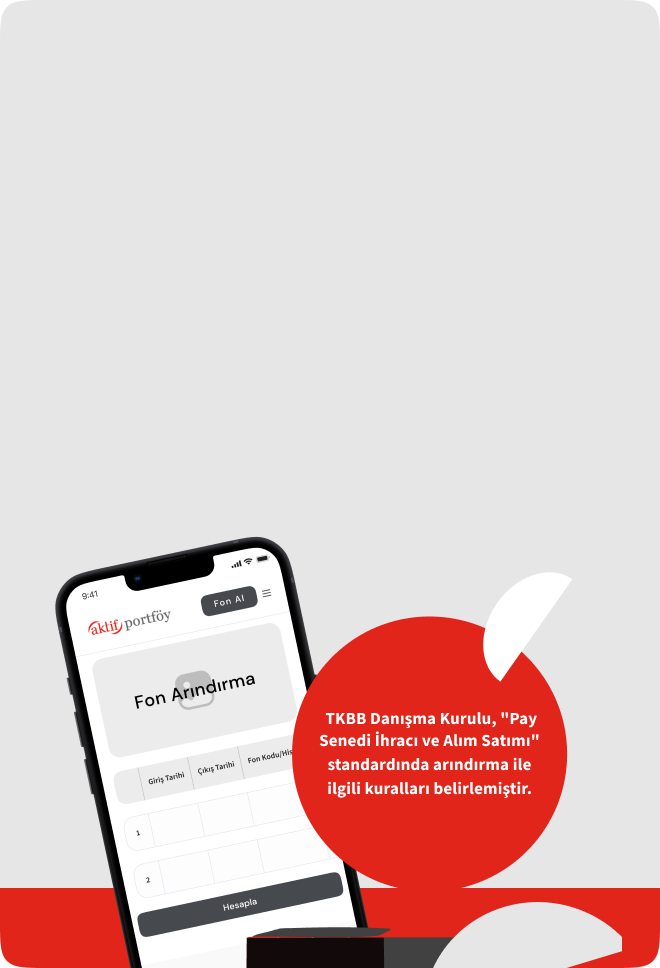 9:41
aktif portföy
Fon Al
Fon Arındırma
Giriş Tarihi
Çıkış Tarihi
Fon Kodu/His
1
2
Hesapla
TKBB Danışma Kurulu, "Pay
Senedi İhracı ve Alım Satımı"
standardında arındırma ile
ilgili kuralları belirlemiştir.